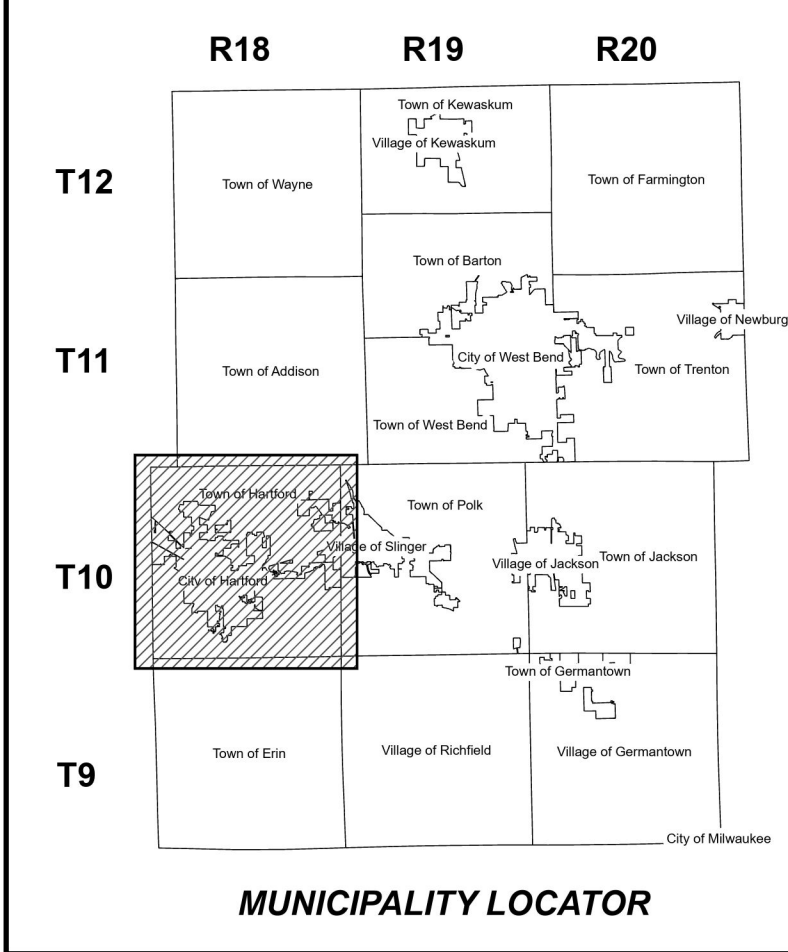 R18 R19 R20
Town of Kewaskum
Village of Kewaskum
T12
Town of Wayne
Town of Farmington
Town of Barton
Village of Newburg
T11
City of West Bend
Town of Addison
Town of Trenton
Town of West Bend
Town of Hartford
Town of Polk
Village of Slinger
T10
City of Hartford
Village of Jackson
Town of Jackson
Town of Germantown
Town of Erin
Village of Richfield
Village of Germantown
T9
City of Milwaukee
MUNICIPALITY LOCATOR